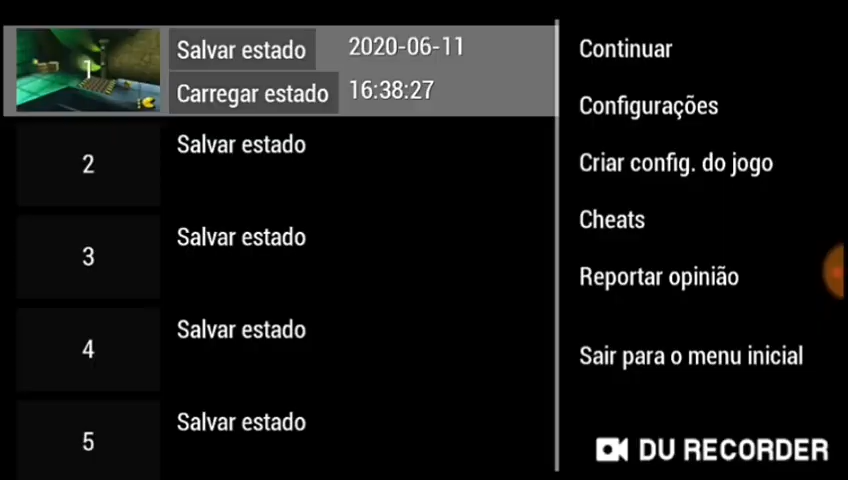 1
Salvar estado
2020-06-11
Carregar estado
16:38:27
2
Salvar estado
3
Salvar estado
4
Salvar estado
5
Salvar estado
Continuar
Configurações
Criar config. do jogo
Cheats
Reportar opinião
Sair para o menu inicial
DU RECORDER